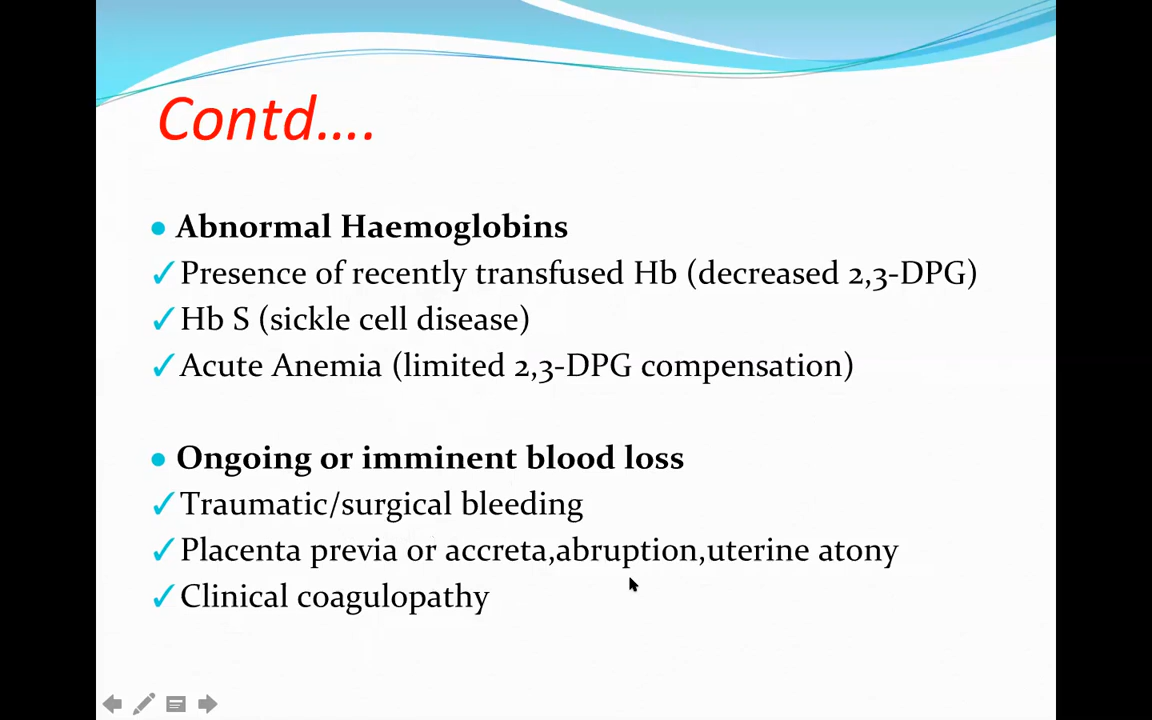 Contd....
Abnormal Haemoglobins
Presence of recently transfused Hb (decreased 2,3-DPG)
Hb S (sickle cell disease)
Acute Anemia (limited 2,3-DPG compensation)
Ongoing or imminent blood loss
Traumatic/surgical bleeding
Placenta previa or accreta,abruption,uterine atony
Clinical coagulopathy